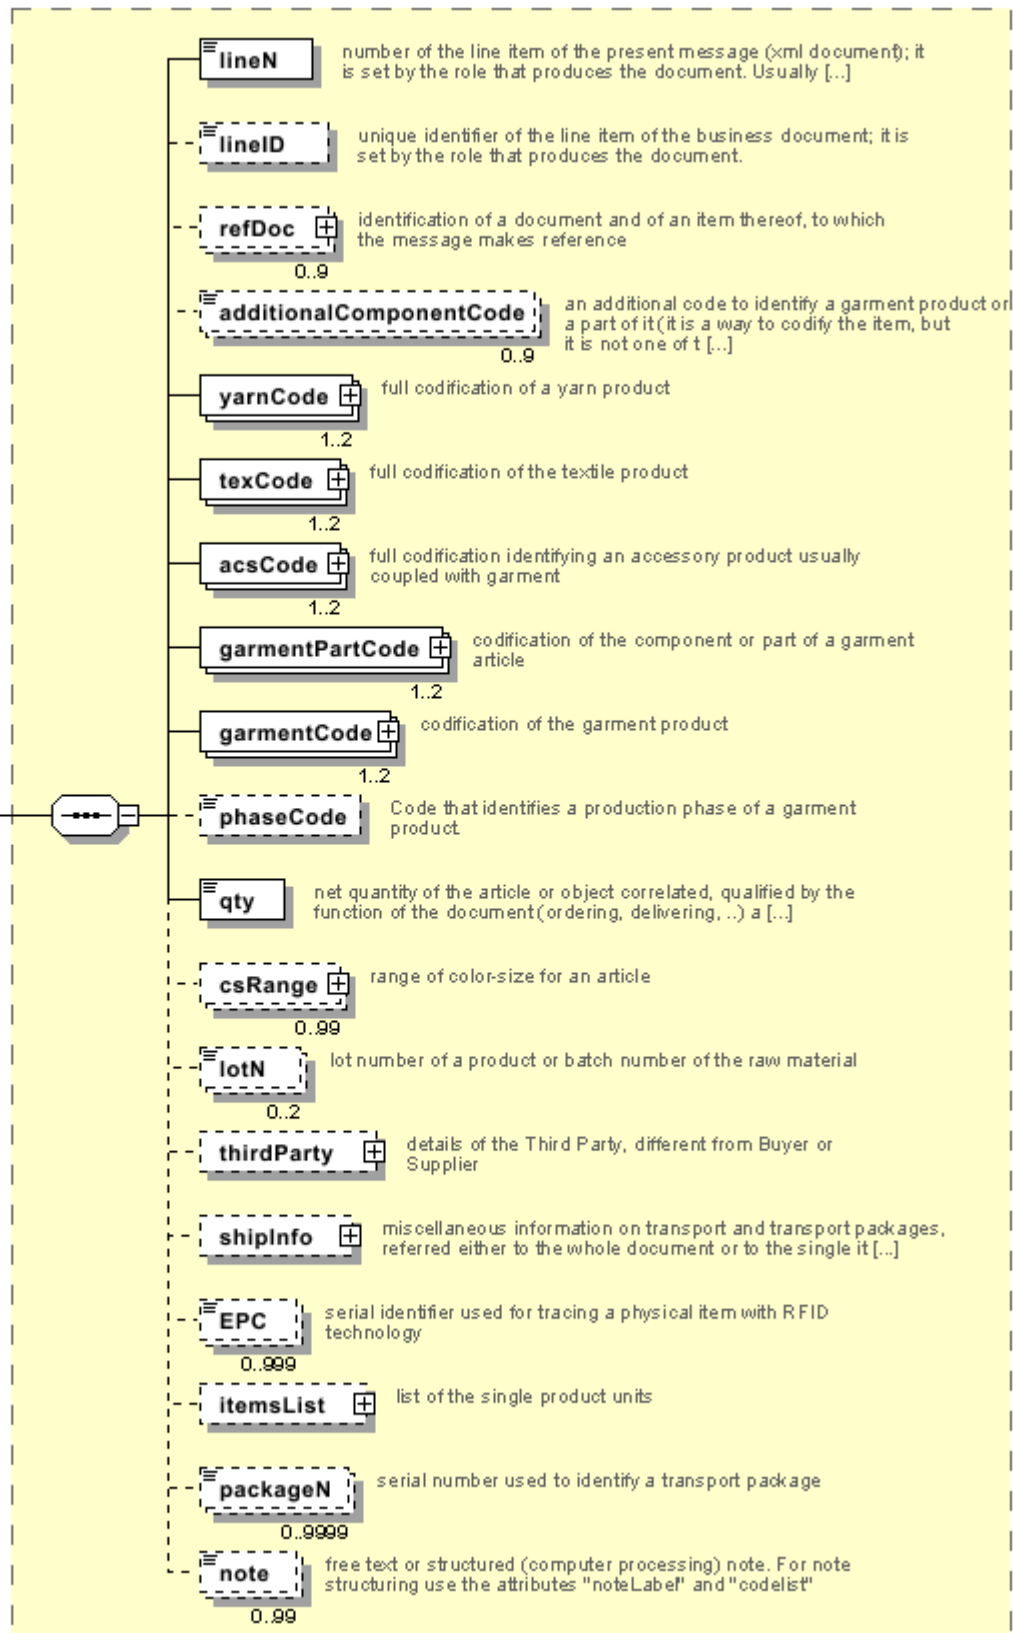 lineN
number of the line item of the present message (xml document); it
is set by the role that produces the document. Usually [...]
lineID
unique identifier of the line item of the business document; it is
set by the role that produces the document.
refDoc
identification of a document and of an item thereof, to which
the message makes reference
0..9
additionalComponentCode
an additional code to identify a garment product or
a part of it (it is a way to codify the item, but
it is not one of t [...]
0..9
yarnCode
full codification of a yarn product
1..2
texCode
full codification of the textile product
1..2
acsCode
full codification identifying an accessory product usually
coupled with garment
1..2
garmentPartCode
codification of the component or part of a garment
article
1..2
garmentCode
codification of the garment product
1..2
phaseCode
Code that identifies a production phase of a garment
product.
qty
net quantity of the article or object correlated, qualified by the
function of the document (ordering, delivering, ..) a [...]
csRange
range of color-size for an article
0..99
lotN
lot number of a product or batch number of the raw material
0..2
thirdParty
details of the Third Party, different from Buyer or
Supplier
shipInfo
miscellaneous information on transport and transport packages,
referred either to the whole document or to the single it [...]
EPC
serial identifier used for tracing a physical item with RFID
technology
0..999
itemsList
list of the single product units
packageN
serial number used to identify a transport package
0..9999
note
free text or structured (computer processing) note. For note
structuring use the attributes "noteLabel" and "codelist"
0..99